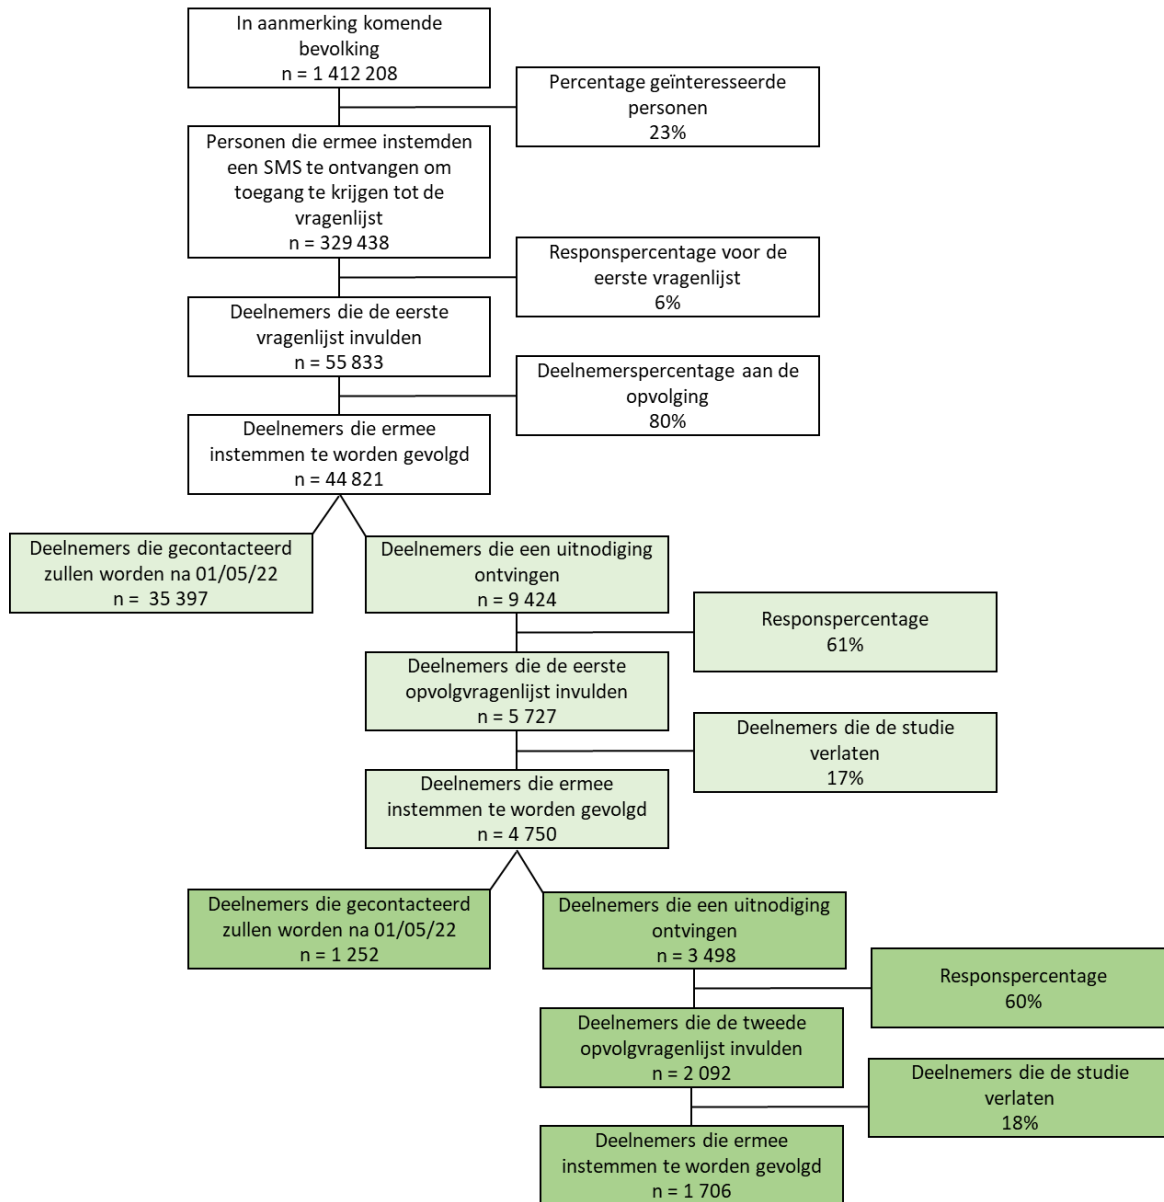 In aanmerking komende
bevolking
n = 1 412 208
Percentage geïnteresseerde
personen
23%
Personen die ermee instemden
een SMS te ontvangen om
toegang te krijgen tot de
vragenlijst
n = 329 438
Responspercentage voor de
eerste vragenlijst
6%
Deelnemers die de eerste
vragenlijst invulden
n = 55 833
Deelnemerspercentage aan de
opvolging
80%
Deelnemers die ermee
instemmen te worden gevolgd
n = 44 821
Deelnemers die gecontacteerd
zullen worden na 01/05/22
n = 35 397
Deelnemers die een uitnodiging
ontvingen
n = 9 424
Responspercentage
61%
Deelnemers die de eerste
opvolgvragenlijst invulden
n = 5 727
Deelnemers die de studie
verlaten
17%
Deelnemers die ermee
instemmen te worden gevolgd
n = 4 750
Deelnemers die gecontacteerd
zullen worden na 01/05/22
n = 1 252
Deelnemers die een uitnodiging
ontvingen
n = 3 498
Responspercentage
60%
Deelnemers die de tweede
opvolgvragenlijst invulden
n = 2 092
Deelnemers die de studie
verlaten
18%
Deelnemers die ermee
instemmen te worden gevolgd
n = 1 706